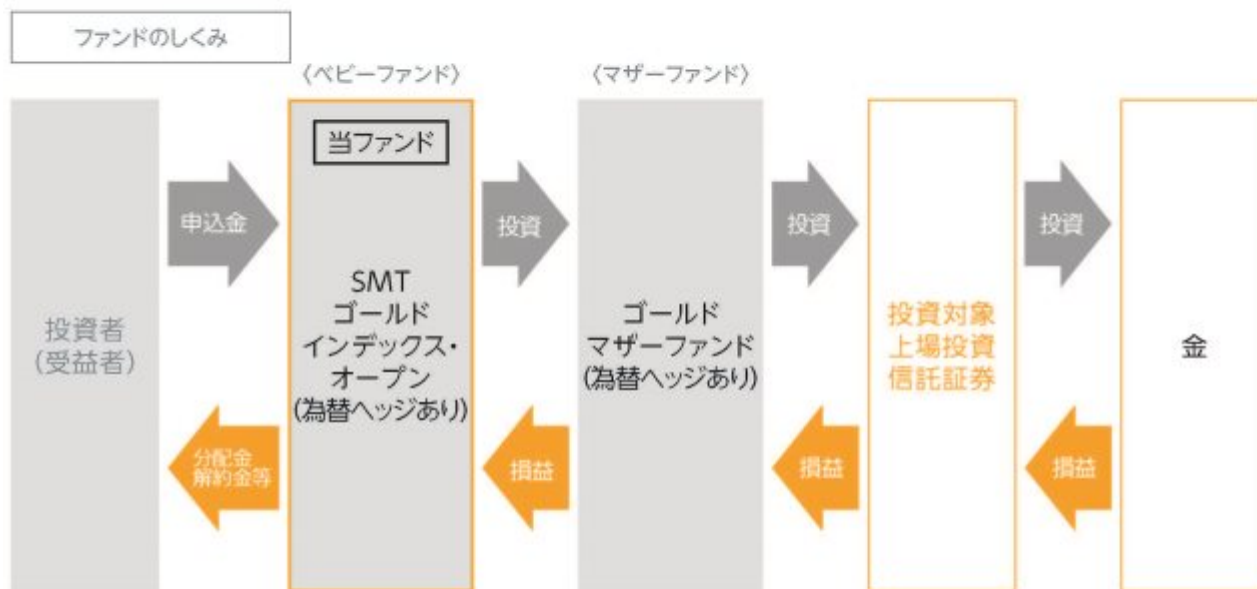 ファンドのしくみ
〈ベビーファンド〉
〈マザーファンド〉
投資者
(受益者)
申込金
分配金
解約金等
当ファンド
SMT
ゴールド
インデックス・
オープン
(為替ヘッジあり)
投資
損益
ゴールド
マザーファンド
(為替ヘッジあり)
投資
損益
投資対象
上場投資
信託証券
投資
損益
金